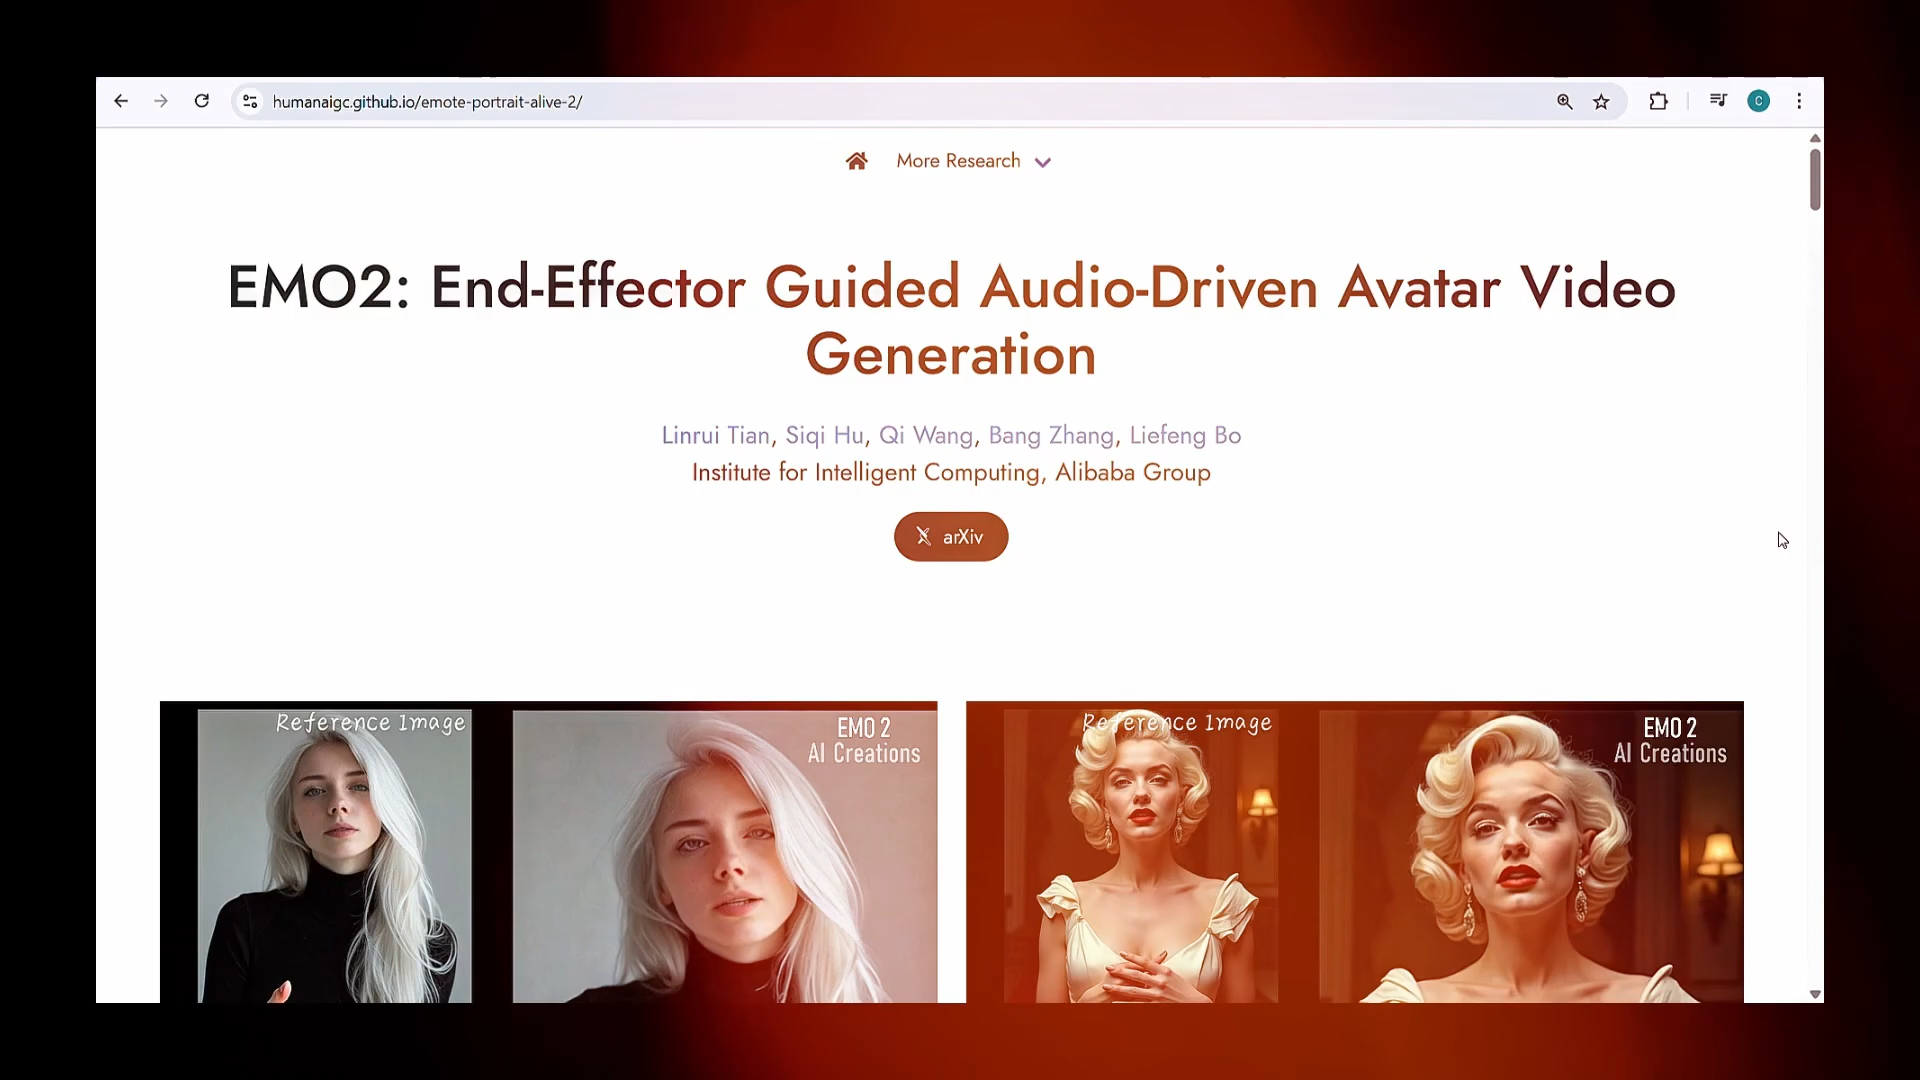 humanaigc.github.io/emote-portrait-alive-2/
C
More Research
EMO2: End-Effector Guided Audio-Driven Avatar Video
Generation
Linrui Tian, Siqi Hu, Qi Wang, Bang Zhang, Liefeng Bo
Institute for Intelligent Computing, Alibaba Group
arXiv
Reference Image
EMO 2
AI Creations
Reference Image
EMO 2
AI Creations